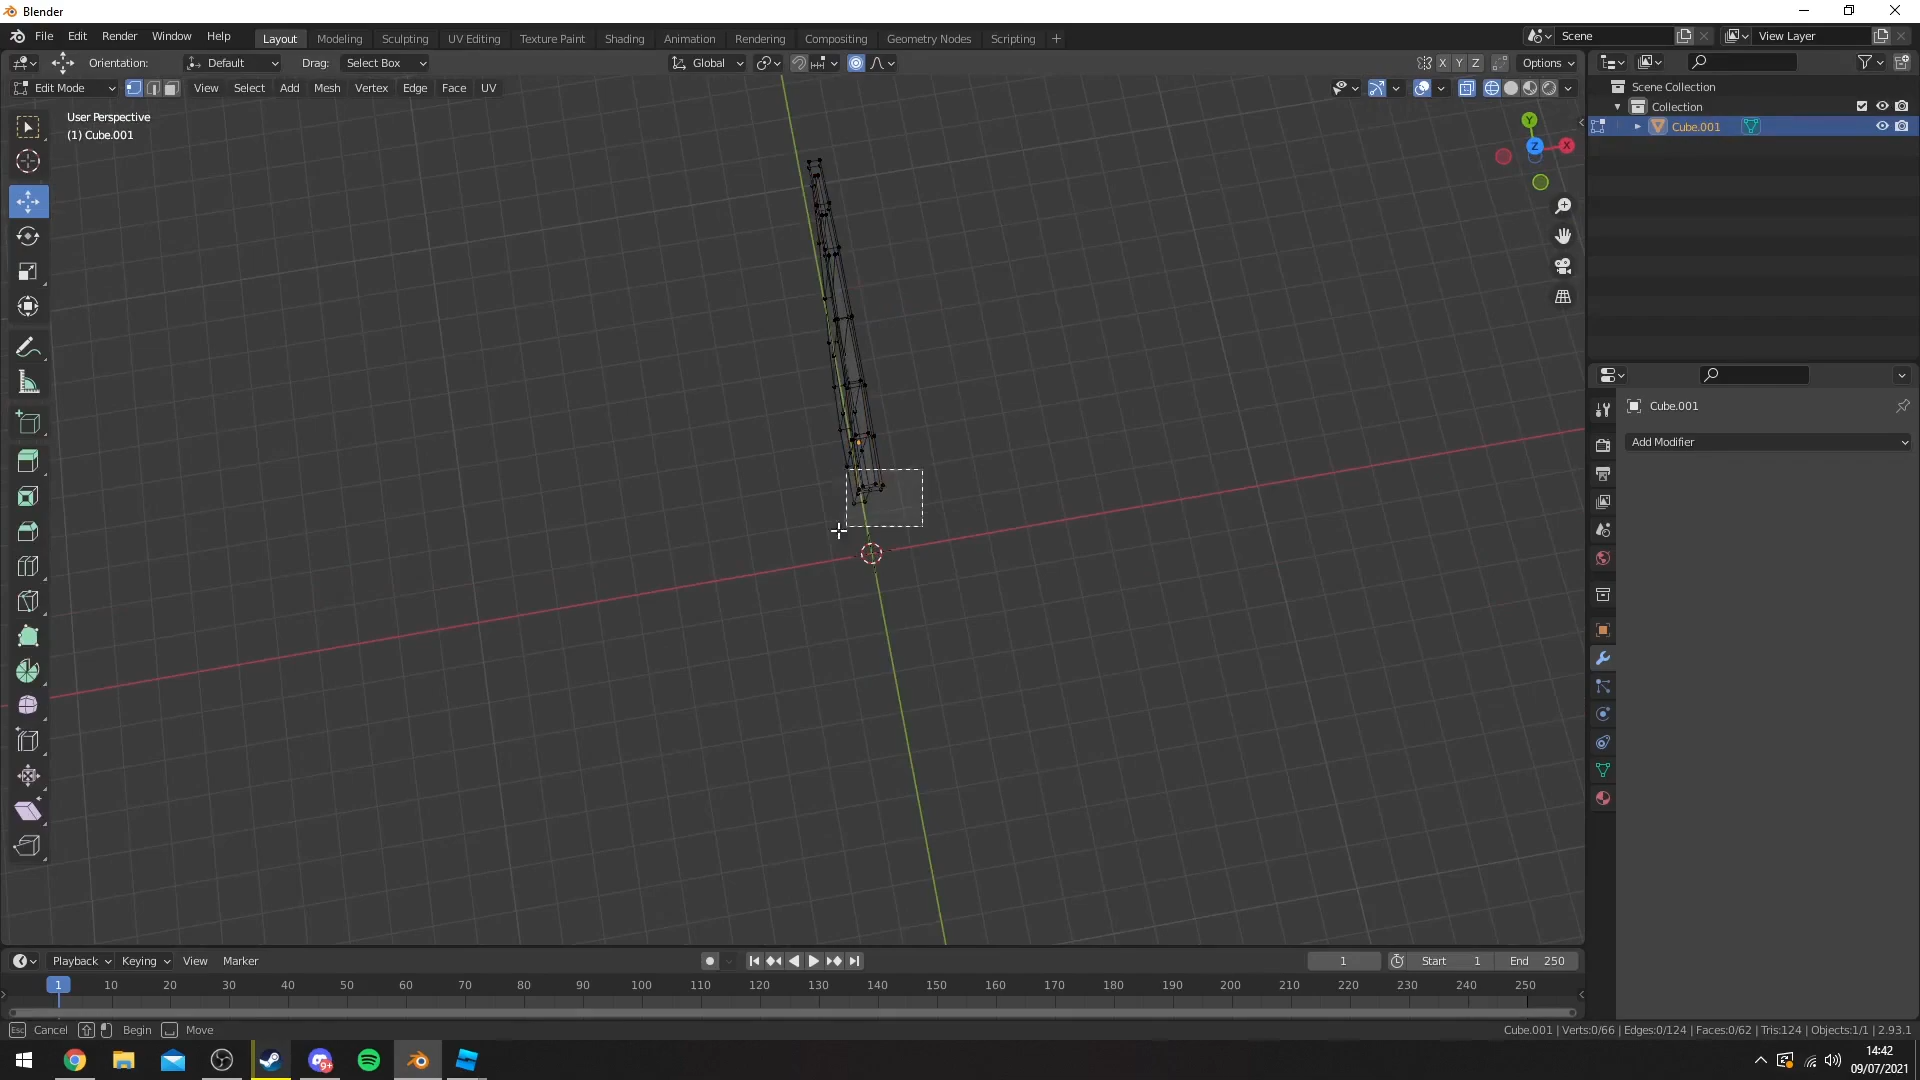 Blender
File Edit Render Window Help
Layout Modeling Sculpting UV Editing Texture Paint Shading Animation Rendering Compositing Geometry Nodes Scripting +
Scene
View Layer
Orientation: Default Drag: Select Box
Global
X Y Z Options
Edit Mode View Select Add Mesh Vertex Edge Face UV
User Perspective
(1) Cube.001
Y
Z
X
Scene Collection
Collection
Cube.001
Cube.001
Add Modifier
Playback Keying View Marker
1 Start 1 End 250
1 10 20 30 40 50 60 70 80 90 100 110 120 130 140 150 160 170 180 190 200 210 220 230 240 250
Esc Cancel Begin Move
Cube.001 | Verts:0/66 | Edges:0/124 | Faces:0/62 | Tris:124 | Objects:1/1 | 2.93.1
9+
14:42
09/07/2021